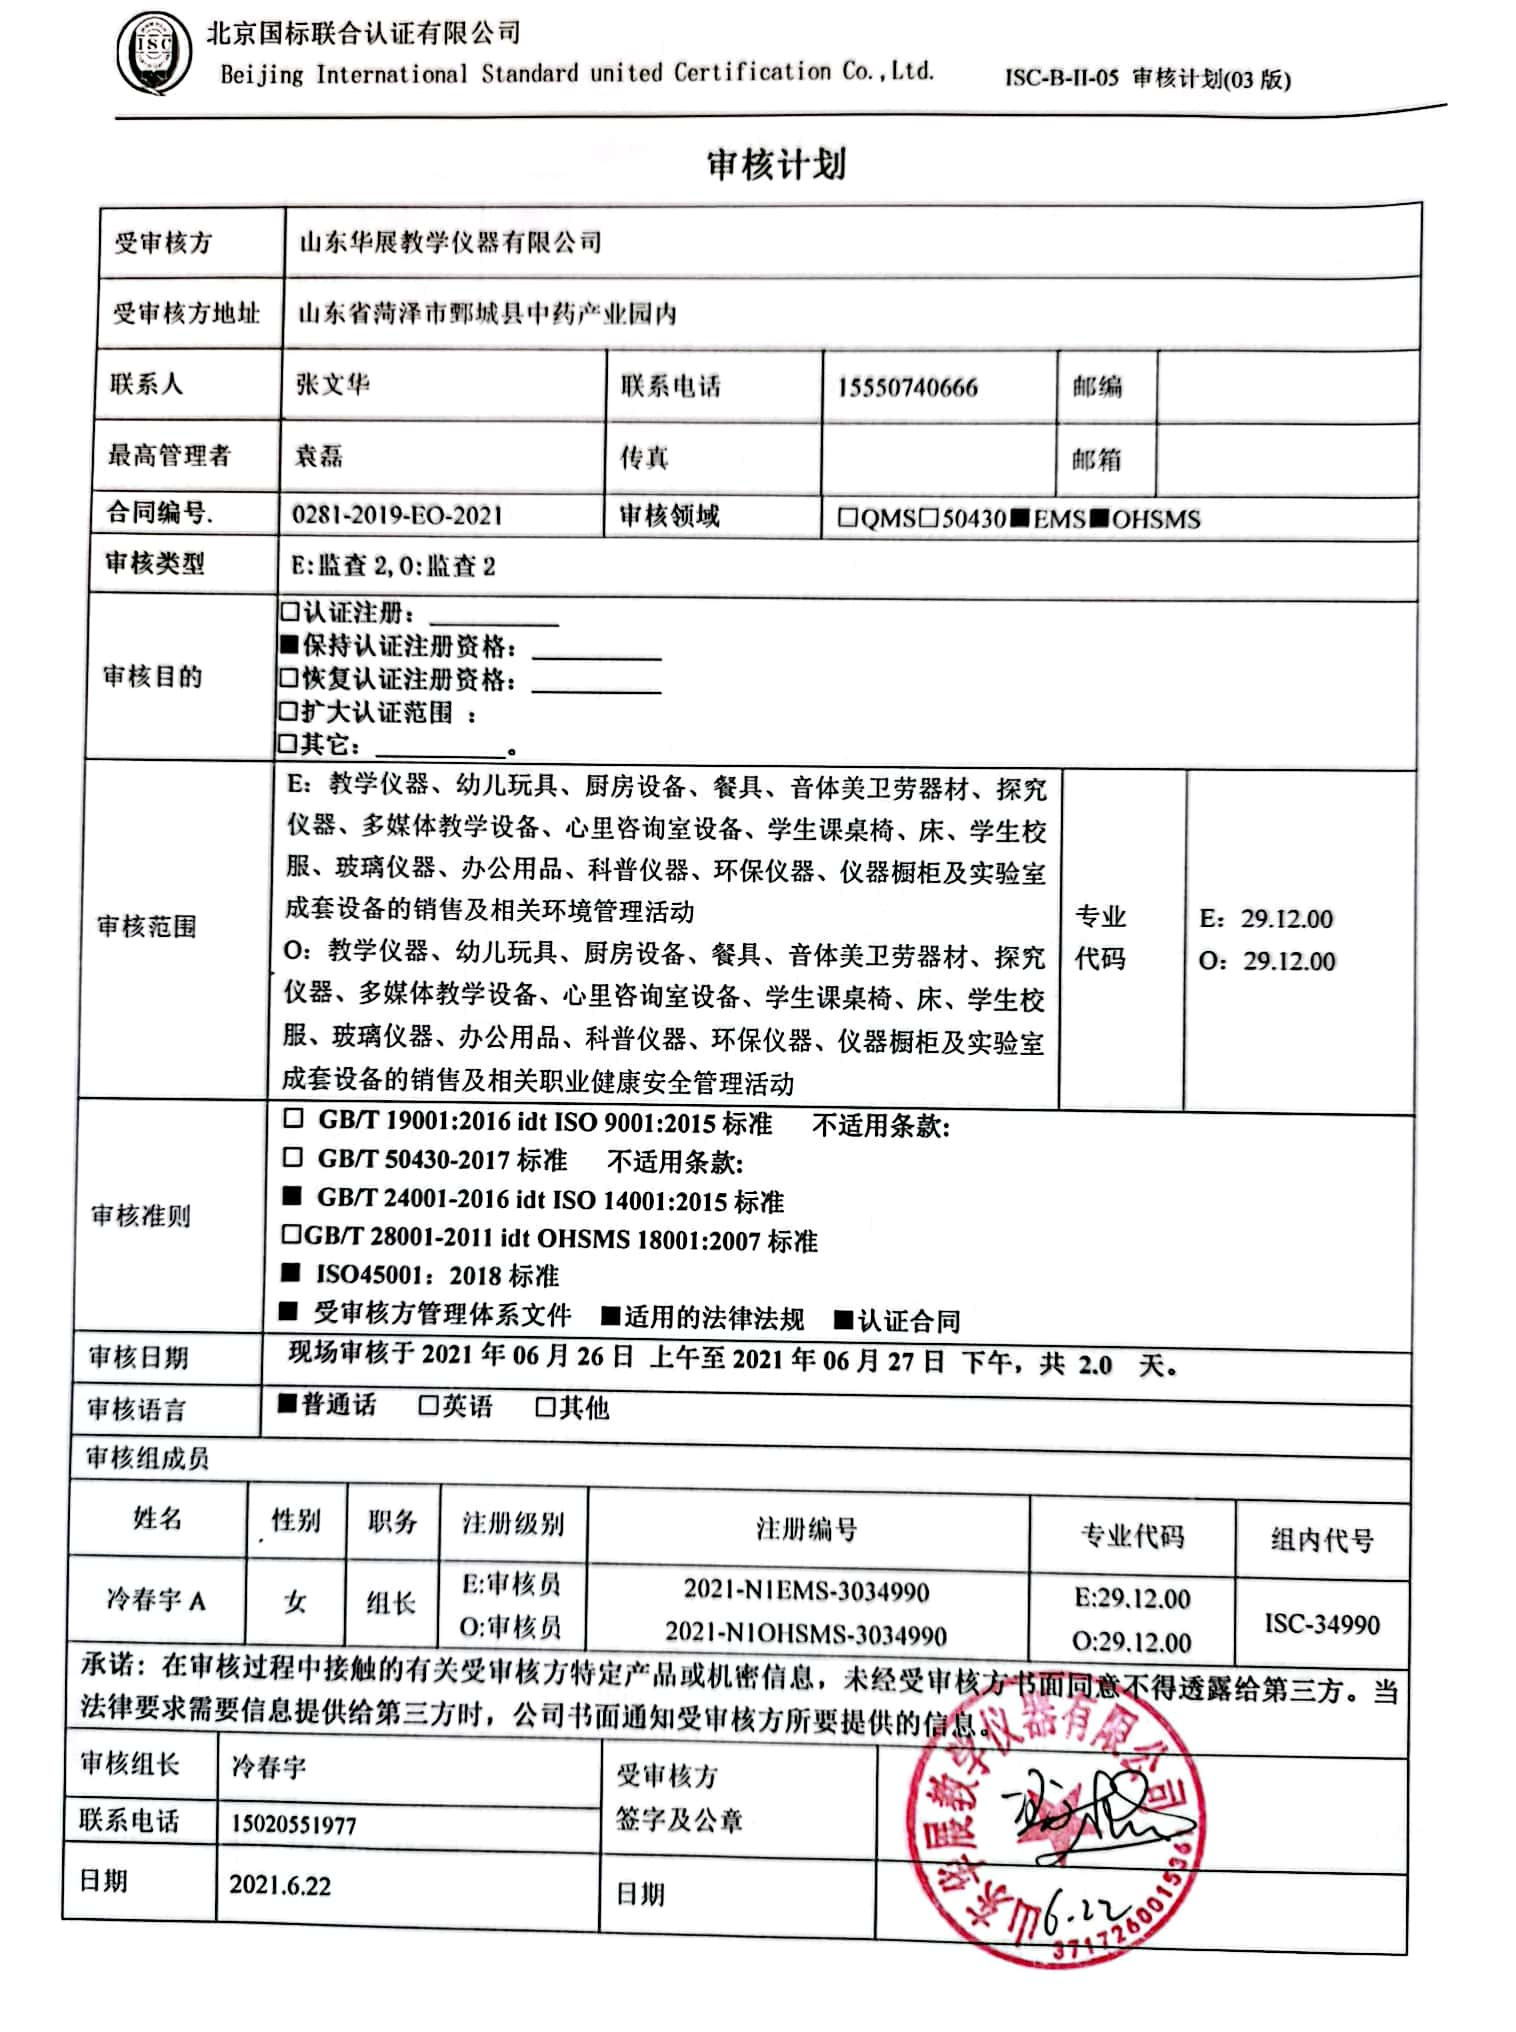 ISC
北京国标联合认证有限公司
Beijing International Standard united Certification Co.,Ltd.
ISC-B-II-05 审核计划(03 版)
审核计划
受审核方 山东华展教学仪器有限公司
受审核方地址 山东省菏泽市鄄城县中药产业园内
联系人 张文华 联系电话 15550740666 邮编
最高管理者 袁磊 传真 邮箱
合同编号. 0281-2019-EO-2021 审核领域 □QMS□50430■EMS■OHSMS
审核类型 E:监查 2,O:监查 2
审核目的
□认证注册：
■保持认证注册资格：
□恢复认证注册资格：
□扩大认证范围 ：
□其它： 。
审核范围
E：教学仪器、幼儿玩具、厨房设备、餐具、音体美卫劳器材、探究
仪器、多媒体教学设备、心里咨询室设备、学生课桌椅、床、学生校
服、玻璃仪器、办公用品、科普仪器、环保仪器、仪器橱柜及实验室
成套设备的销售及相关环境管理活动
O：教学仪器、幼儿玩具、厨房设备、餐具、音体美卫劳器材、探究
仪器、多媒体教学设备、心里咨询室设备、学生课桌椅、床、学生校
服、玻璃仪器、办公用品、科普仪器、环保仪器、仪器橱柜及实验室
成套设备的销售及相关职业健康安全管理活动
专业
代码
E：29.12.00
O：29.12.00
审核准则
□ GB/T 19001:2016 idt ISO 9001:2015 标准 不适用条款:
□ GB/T 50430-2017 标准 不适用条款:
■ GB/T 24001-2016 idt ISO 14001:2015 标准
□GB/T 28001-2011 idt OHSMS 18001:2007 标准
■ ISO45001：2018 标准
■ 受审核方管理体系文件 ■适用的法律法规 ■认证合同
审核日期 现场审核于 2021 年 06 月 26 日 上午至 2021 年 06 月 27 日 下午，共 2.0 天。
审核语言 ■普通话 □英语 □其他
审核组成员
姓名 性别 职务 注册级别 注册编号 专业代码 组内代号
冷春宇 A 女 组长
E:审核员 2021-N1EMS-3034990 E:29.12.00
O:审核员 2021-N1OHSMS-3034990 O:29.12.00
ISC-34990
承诺：在审核过程中接触的有关受审核方特定产品或机密信息，未经受审核方书面同意不得透露给第三方。当
法律要求需要信息提供给第三方时，公司书面通知受审核方所要提供的信息。
审核组长 冷春宇
联系电话 15020551977
受审核方
签字及公章
日期 2021.6.22
日期 6.22
山东华展教学仪器有限公司
371726001536